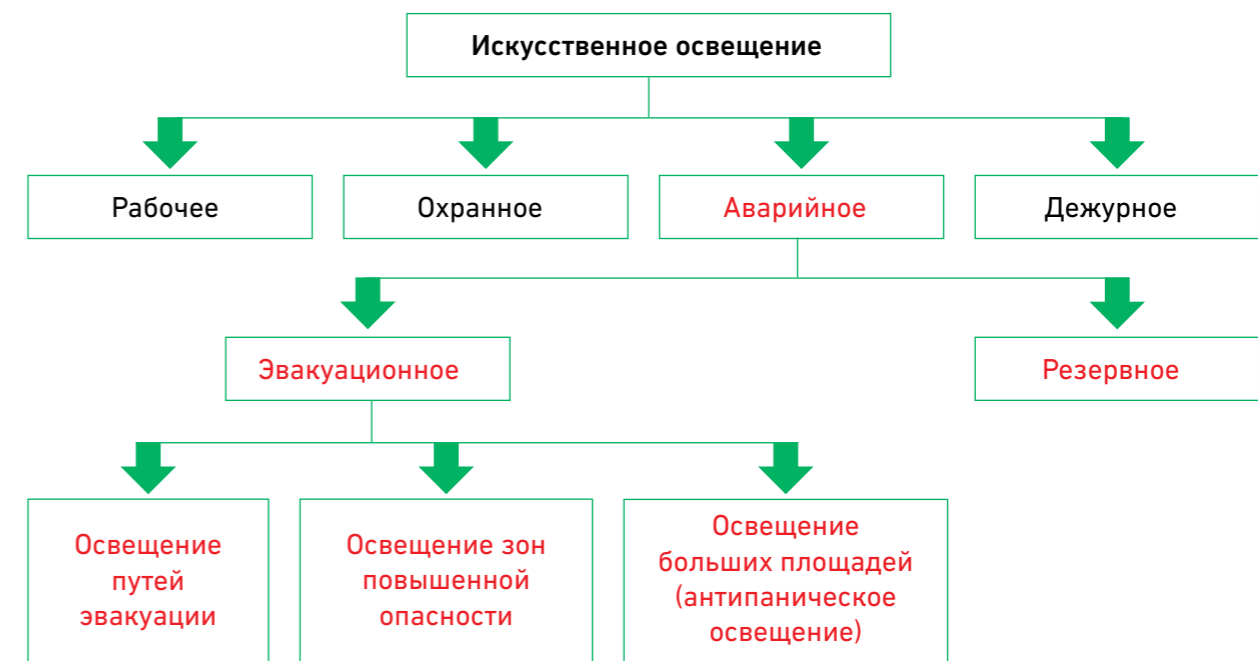 Искусственное освещение
Рабочее
Охранное
Аварийное
Дежурное
Эвакуационное
Резервное
Освещение
путей
эвакуации
Освещение зон
повышенной
опасности
Освещение
больших площадей
(антипаническое
освещение)